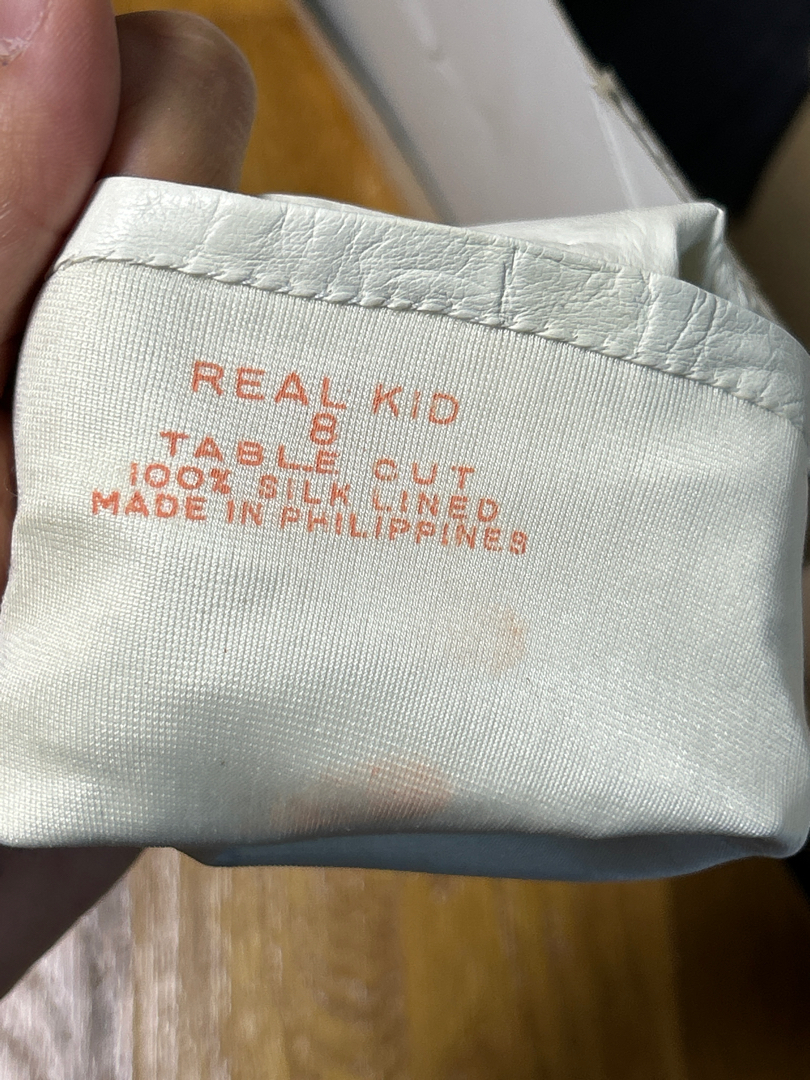 REAL KID
8
TABLE CUT
100% SILK LINED
MADE IN PHILIPPINES